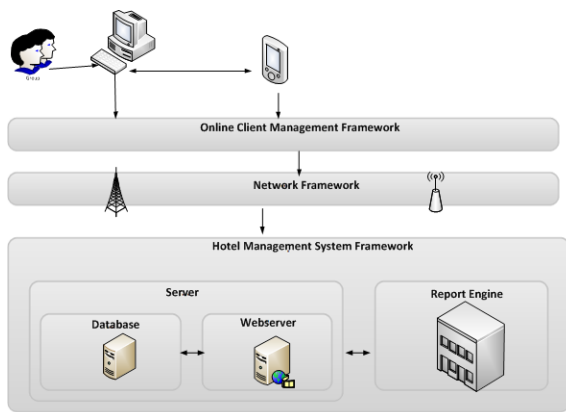 Online Client Management Framework
Network Framework
Hotel Management System Framework
Server
Report Engine
Database
Webserver